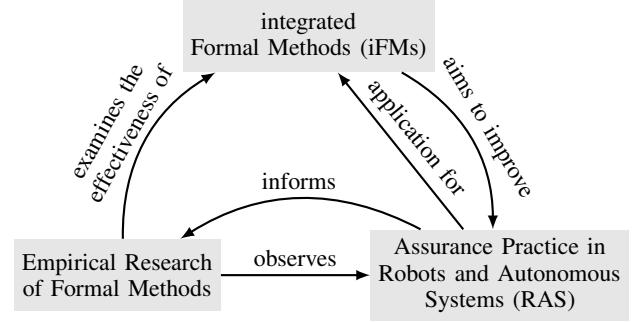 integrated
Formal Methods (iFMs)
examines the
effectiveness of
application for
aims to improve
informs
Empirical Research
of Formal Methods
observes
Assurance Practice in
Robots and Autonomous
Systems (RAS)